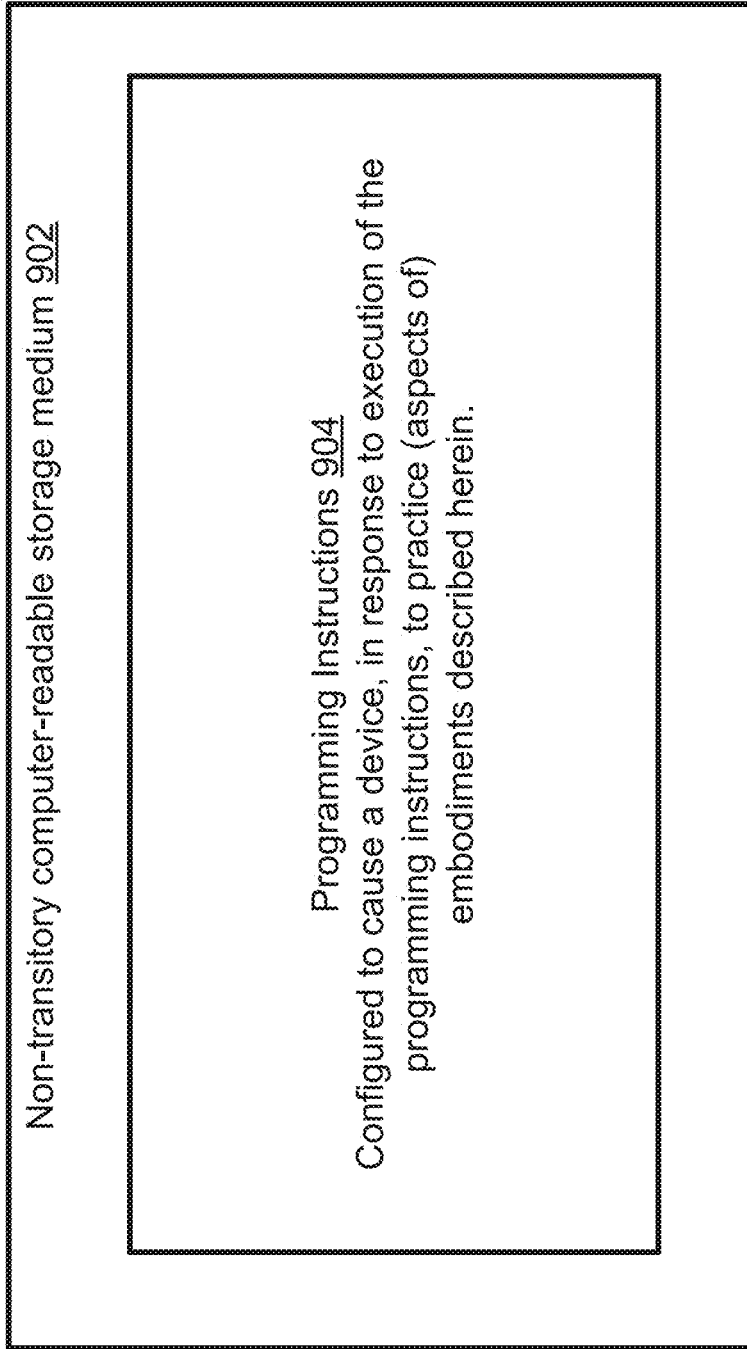 Non-transitory computer-readable storage medium 902
Programming Instructions 904
Configured to cause a device, in response to execution of the
programming instructions, to practice (aspects of)
embodiments described herein.